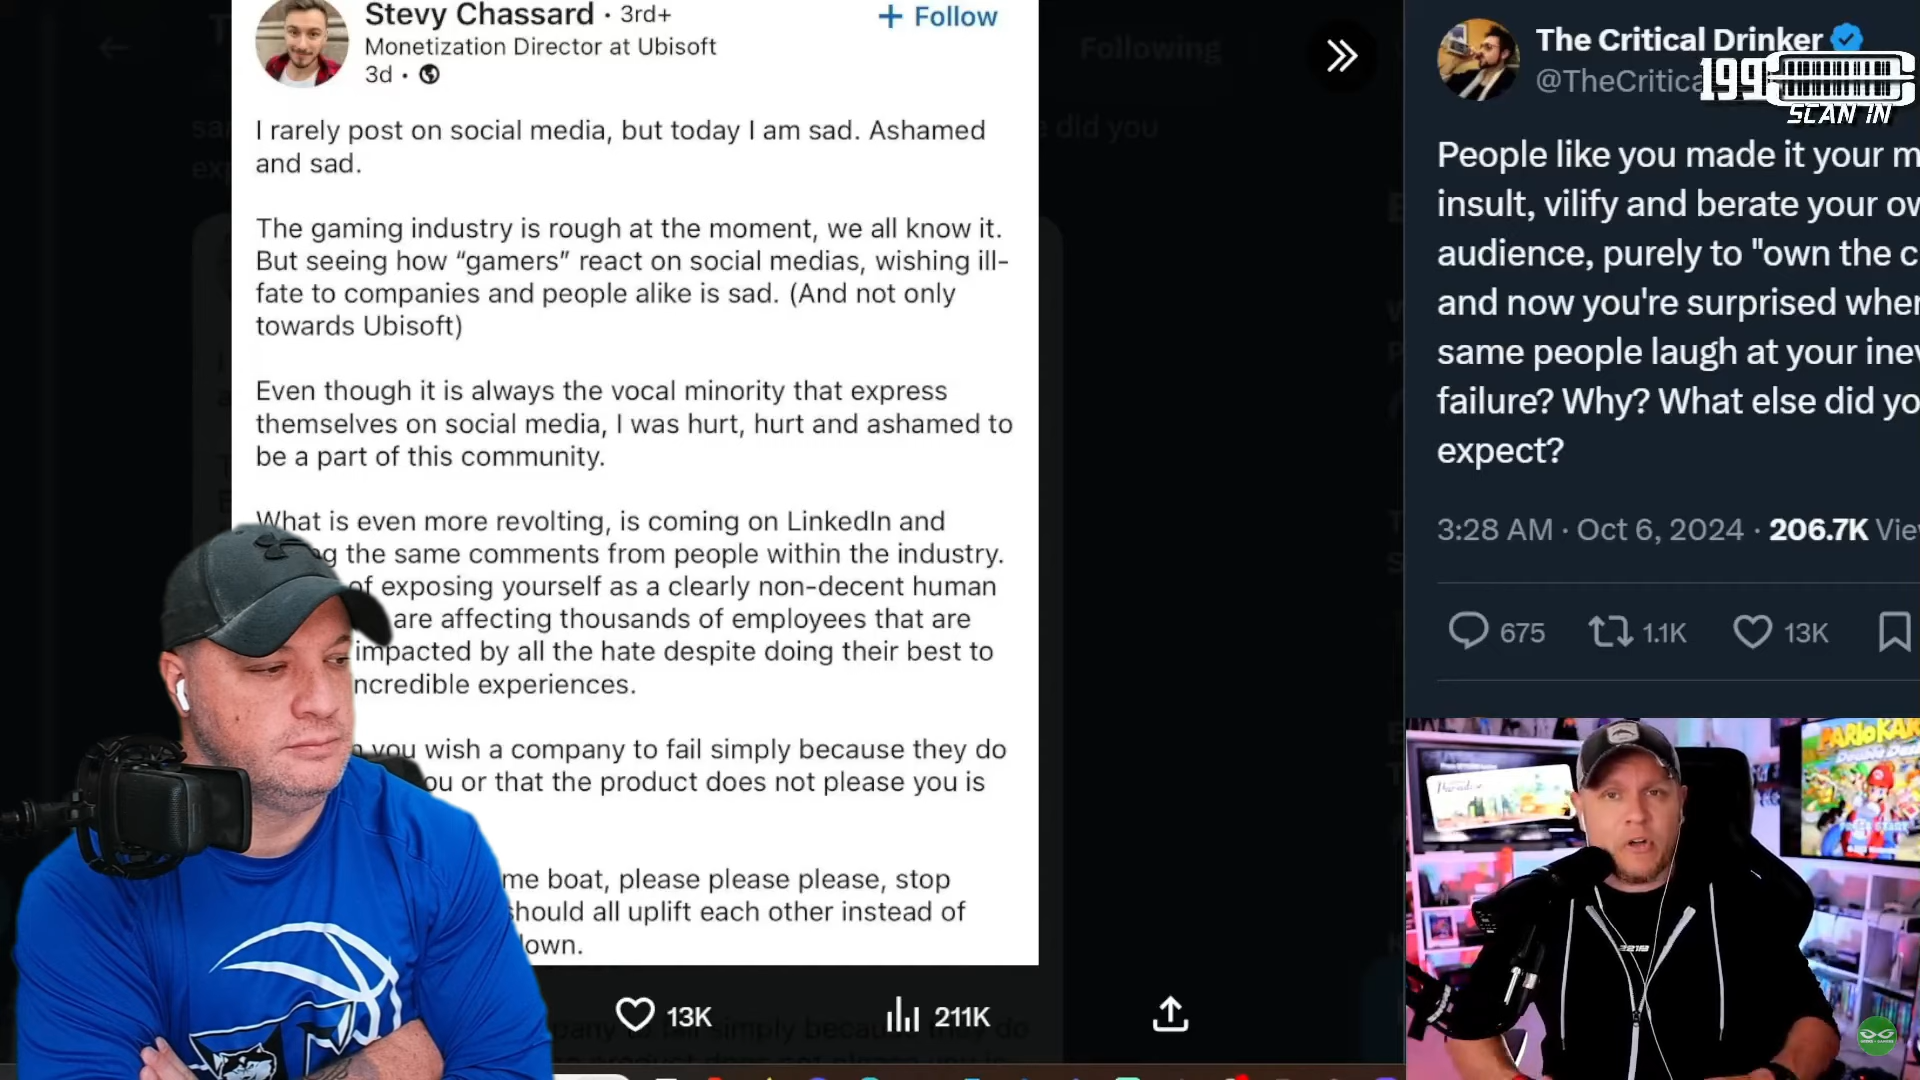 Stevy Chassard · 3rd+
+ Follow
Monetization Director at Ubisoft
3d ·
I rarely post on social media, but today I am sad. Ashamed
and sad.
The gaming industry is rough at the moment, we all know it.
But seeing how “gamers” react on social medias, wishing ill-
fate to companies and people alike is sad. (And not only
towards Ubisoft)
Even though it is always the vocal minority that express
themselves on social media, I was hurt, hurt and ashamed to
be a part of this community.
What is even more revolting, is coming on LinkedIn and
the same comments from people within the industry.
of exposing yourself as a clearly non-decent human
are affecting thousands of employees that are
impacted by all the hate despite doing their best to
ncredible experiences.
you wish a company to fail simply because they do
ou or that the product does not please you is
me boat, please please please, stop
should all uplift each other instead of
down.
13K
211K
Following
did you
The Critical Drinker
@TheCritica
199
SCAN IN
People like you made it your m
insult, vilify and berate your ow
audience, purely to "own the c
and now you're surprised when
same people laugh at your inev
failure? Why? What else did yo
expect?
3:28 AM · Oct 6, 2024 · 206.7K Vie
675
1.1K
13K